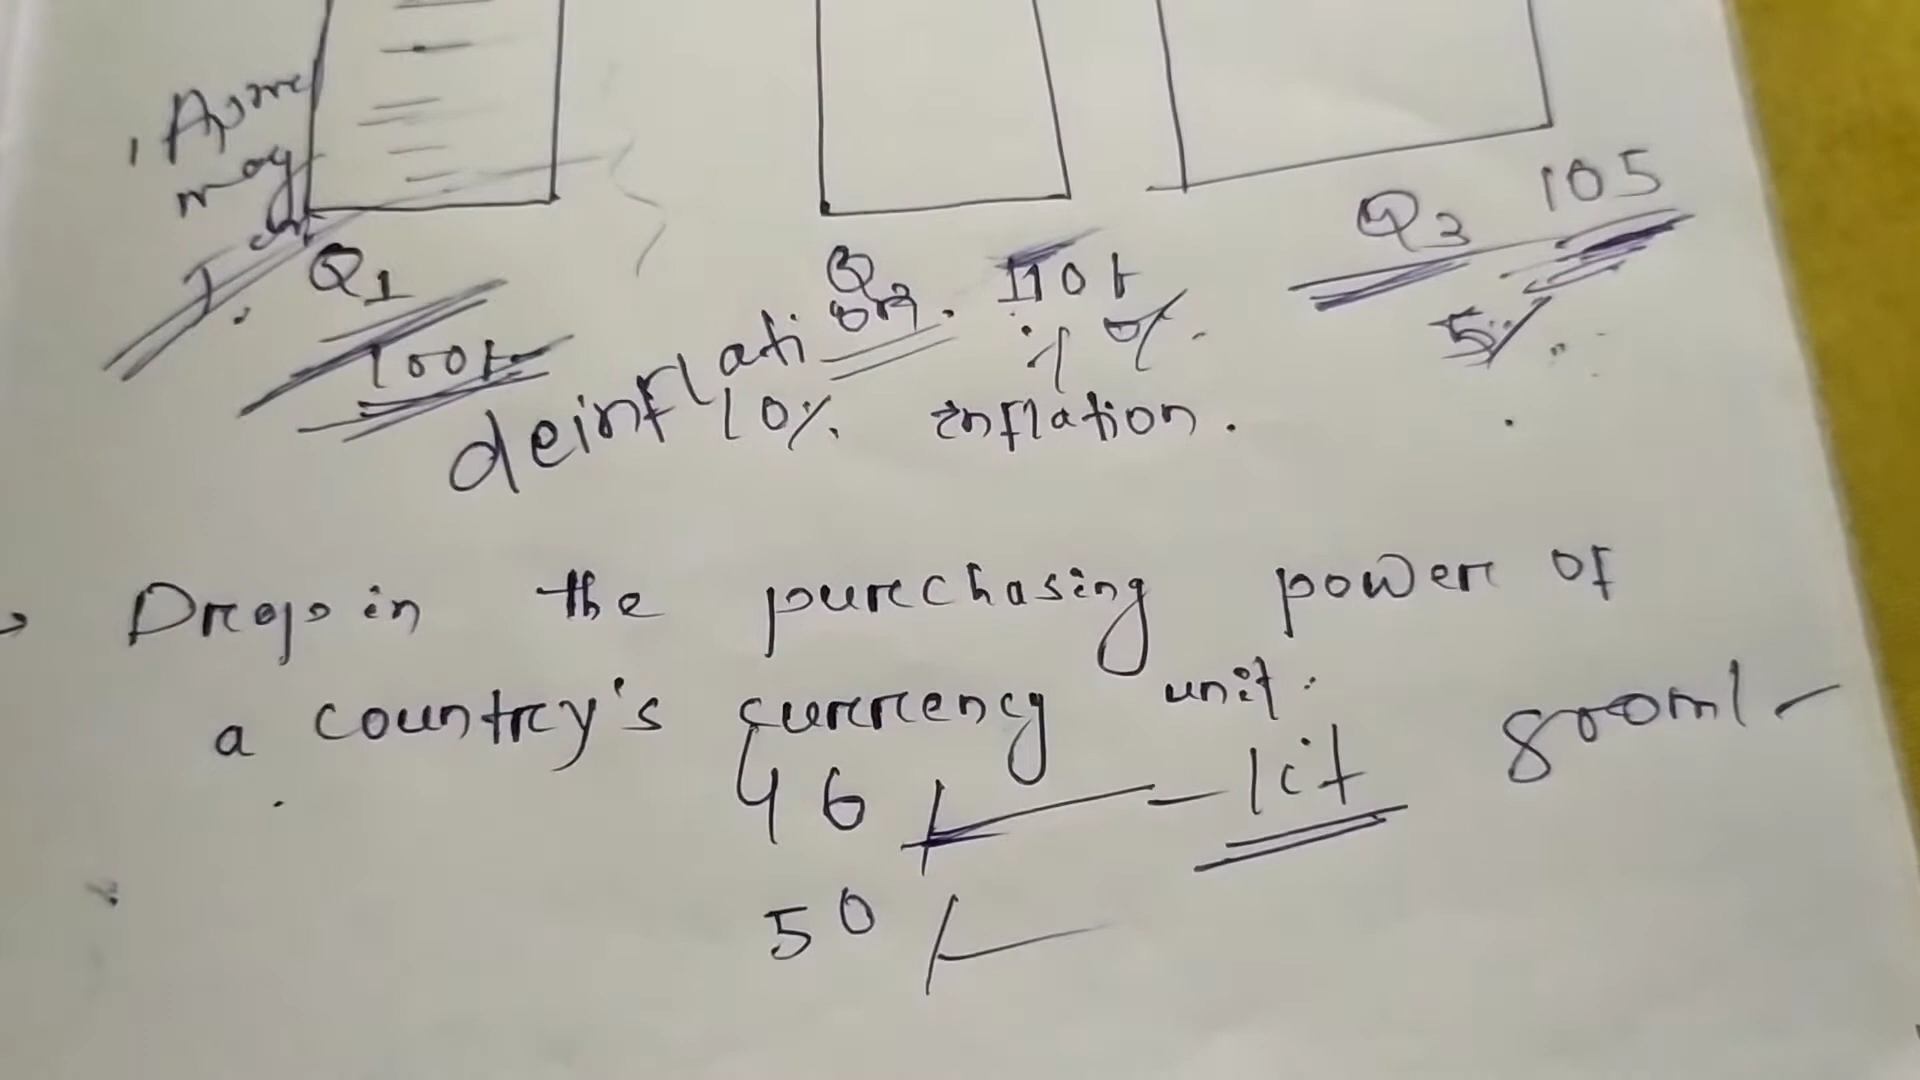 may
Q3 105
Q1
Q2 110
5%
100
deinflation.
10% inflation.
Drop in the purchasing power of
a country's currency unit.
46/- - lit 800ml -
50/-